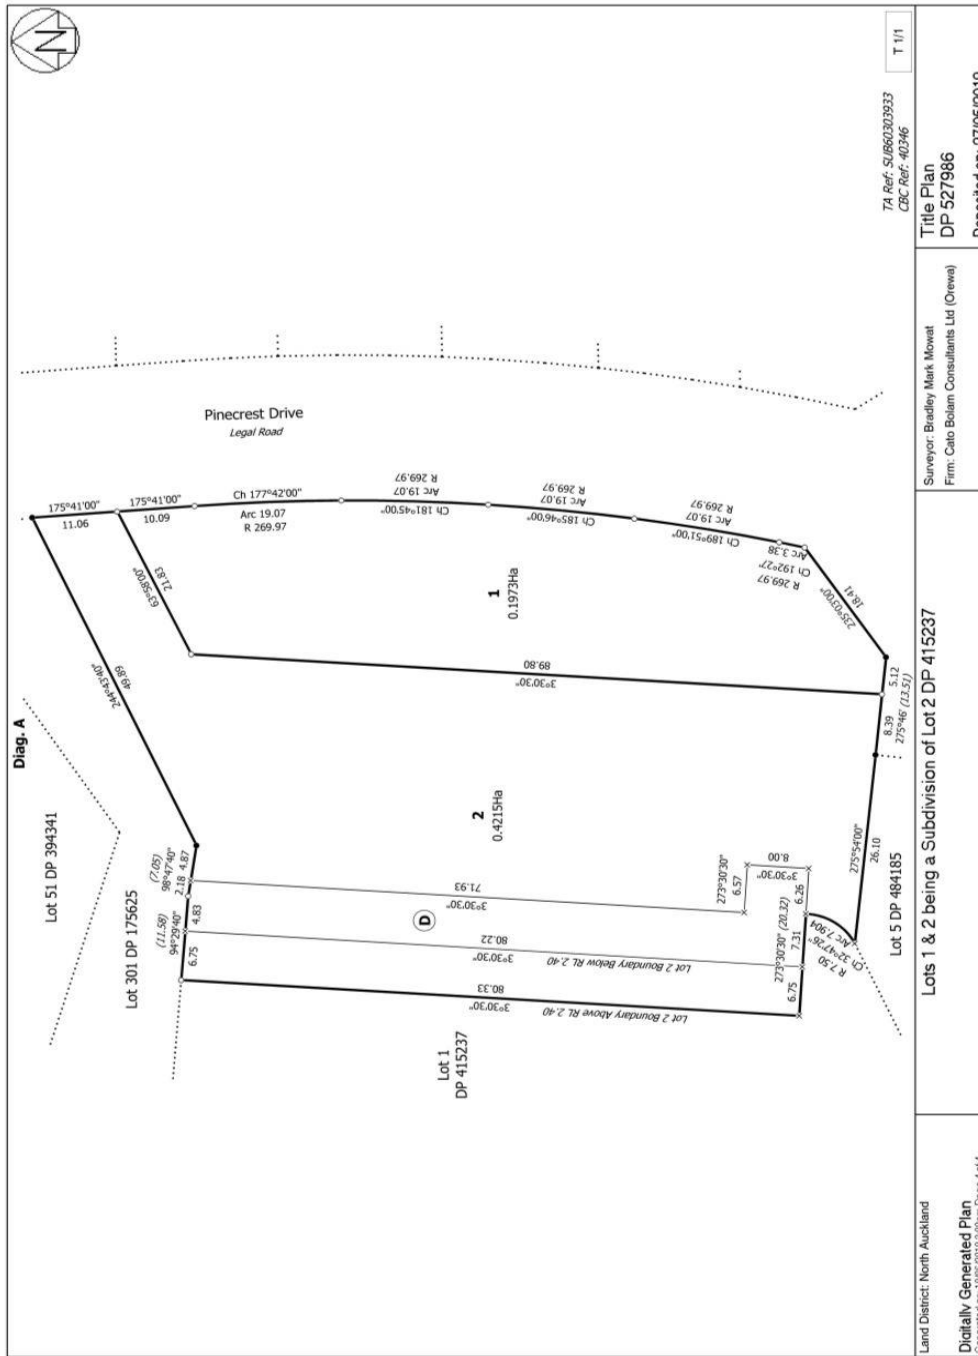 N
T 1/1
TA Ref: SUB60303933
CBC Ref: 40346
Title Plan
DP 527986
Surveyor: Bradley Mark Mowat
Firm: Cato Bolam Consultants Ltd (Orewa)
Lots 1 & 2 being a Subdivision of Lot 2 DP 415237
Land District: North Auckland
Digitally Generated Plan
Diag. A
Lot 51 DP 394341
Lot 301 DP 175625
Pinecrest Drive
Legal Road
175°41'00"
11.06
175°41'00"
10.09
Ch 177°42'00"
Arc 19.07
R 269.97
Ch 181°45'00"
Arc 19.07
R 269.97
Ch 185°46'00"
Arc 19.07
R 269.97
Ch 189°51'00"
Arc 19.07
R 269.97
Arc 3.38
Ch 192°27'
R 269.97
18.41
235°03'00"
244°43'40"
49.89
63°58'00"
21.83
1
0.1973Ha
89.80
3°30'30"
2
0.4215Ha
(7.05)
98°47'40"
2.18
4.87
(11.58)
94°29'40"
6.75
4.83
71.93
3°30'30"
D
80.22
3°30'30"
Lot 2 Boundary Below RL 2.40
80.33
3°30'30"
Lot 2 Boundary Above RL 2.40
Lot 1
DP 415237
273°30'30"
6.57
8.00
3°30'30"
273°30'30" (20.32)
6.75
7.31
6.26
Arc 7.904
Ch 32°47'26"
R 7.50
275°54'00"
26.10
8.39
5.12
275°46' (13.51)
Lot 5 DP 484185